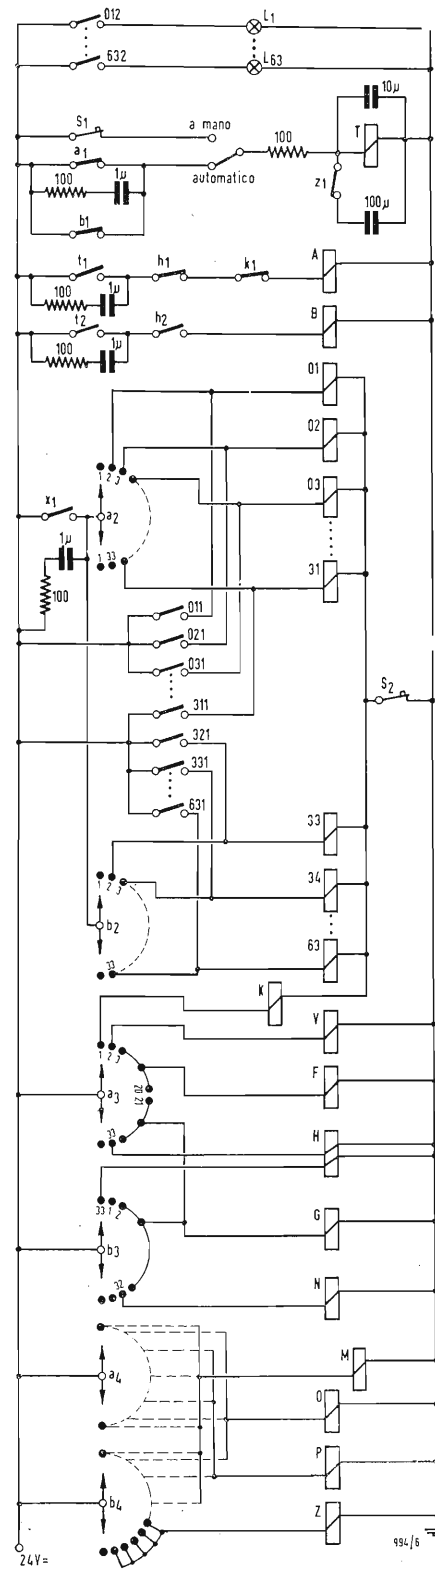 012
L1
632
L63
S1
a mano
10µ
a1
100
T
100
1µ
automatico
z1
b1
100µ
t1
h1
k1
A
100
1µ
t2
h2
B
100
1µ
01
02
1 2 3
03
x1
a2
1µ
1 33
31
100
011
021
031
S2
311
321
331
631
33
1 2 3
34
b2
63
33
K
V
1 2 3
F
a3
20 21
33
H
33 1 2
G
b3
32
N
M
a4
O
P
b4
Z
24V=
994/6